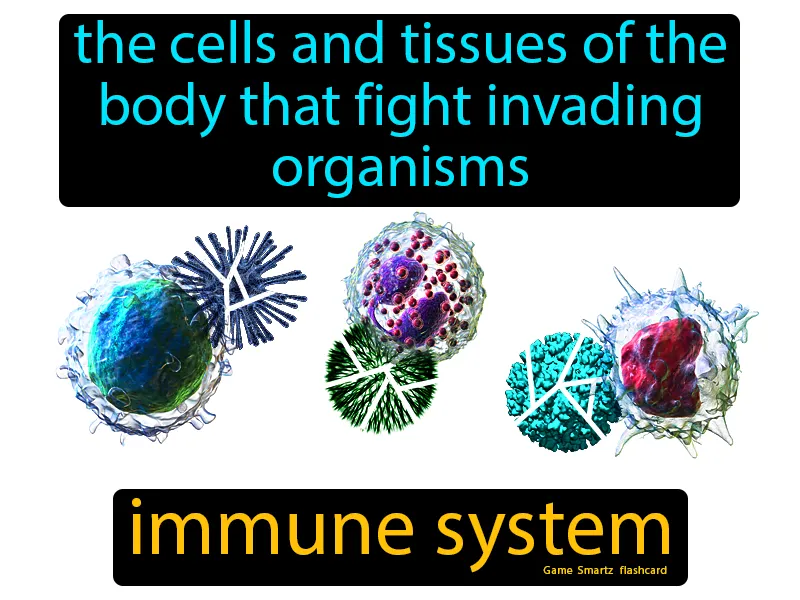 the cells and tissues of the
body that fight invading
organisms
immune system
Game Smartz flashcard